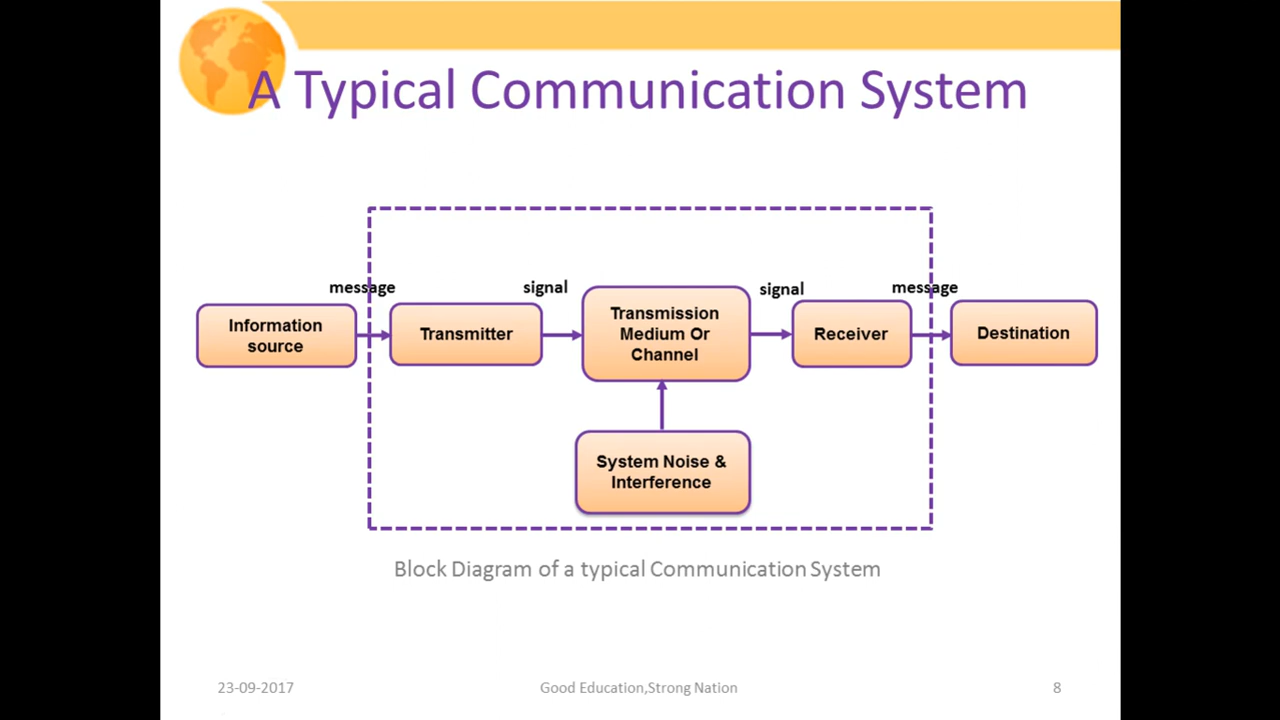 A Typical Communication System
message
signal
signal
message
Information
source
Transmitter
Transmission
Medium Or
Channel
Receiver
Destination
System Noise &
Interference
Block Diagram of a typical Communication System
23-09-2017
Good Education,Strong Nation
8